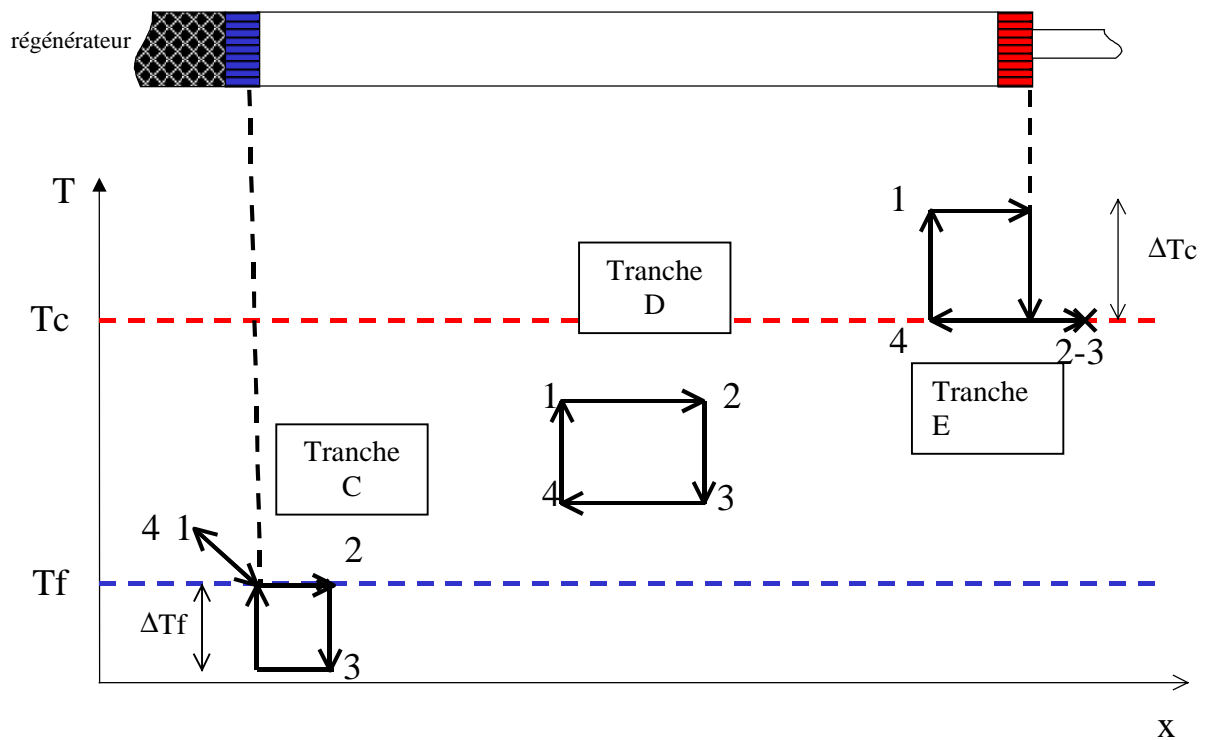 régénérateur
T
1
ΔTc
Tranche
D
Tc
4
2-3
1
2
Tranche
E
Tranche
C
4
3
4 1
2
Tf
ΔTf
3
x